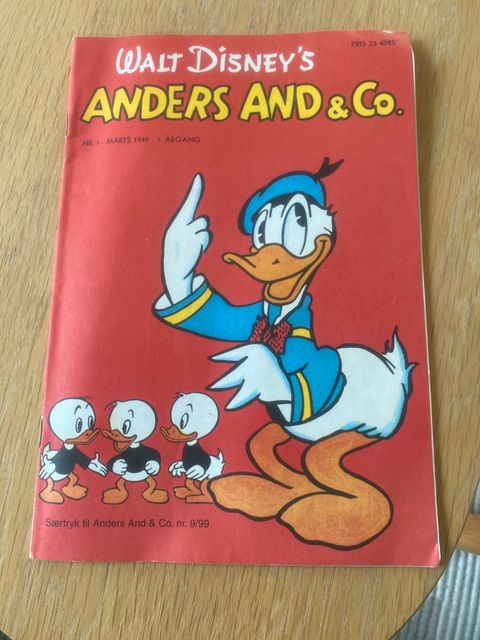 PRIS 75 ØRE
WALT DISNEY'S
ANDERS AND & CO.
NR. 1 · MARTS 1949 · 1. ÅRGANG
Særtryk til Anders And & Co. nr. 9/99